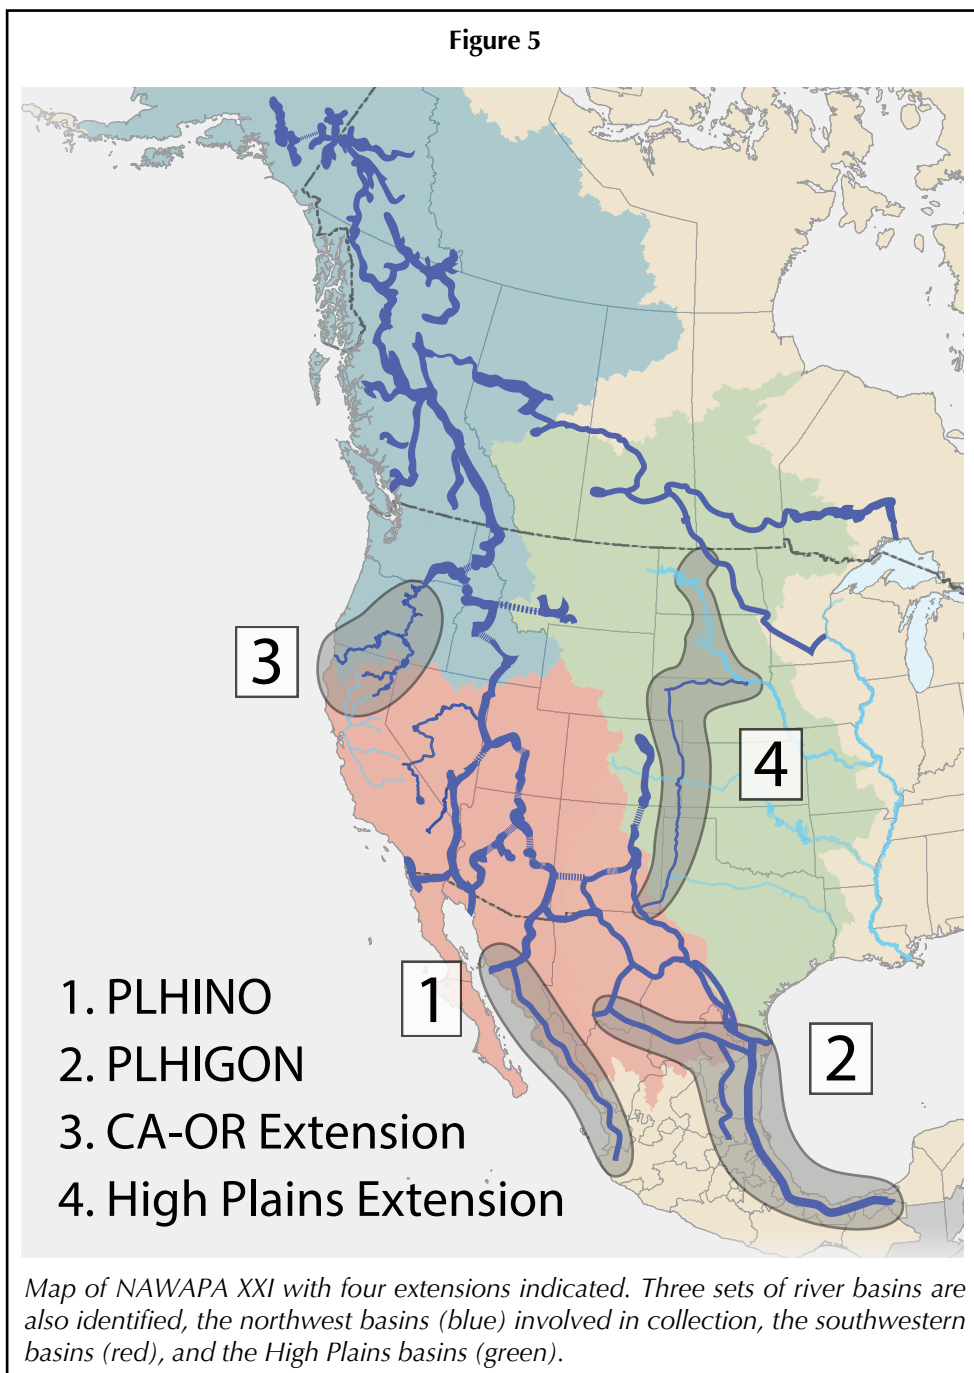 Figure 5
3
4
1
2
1. PLHINO
2. PLHIGON
3. CA-OR Extension
4. High Plains Extension
Map of NAWAPA XXI with four extensions indicated. Three sets of river basins are
also identified, the northwest basins (blue) involved in collection, the southwestern
basins (red), and the High Plains basins (green).